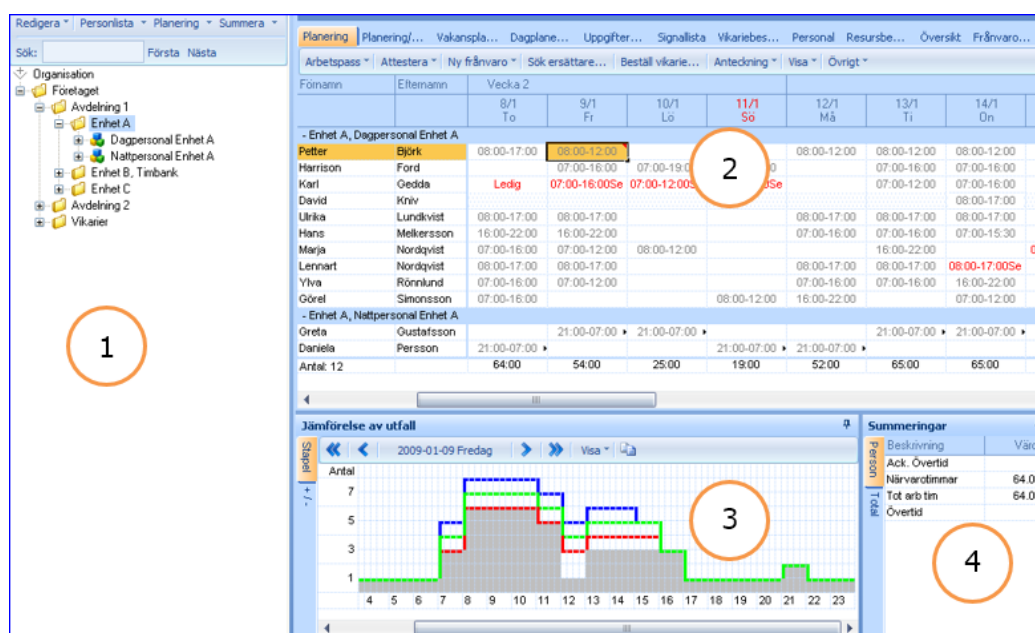 Redigera Personlista Planering Summera
Sök: Första Nästa
Organisation
Företaget
Avdelning 1
Enhet A
Dagpersonal Enhet A
Nattpersonal Enhet A
Enhet B, Timbank
Enhet C
Avdelning 2
Vikarier
1
Planering Planering/... Vakanspla... Dagplane... Uppgifter... Signallista Vikariebes... Personal Resursbe... Översikt Frånvaro...
Arbetspass Attestera Ny frånvaro Sök ersättare... Beställ vikarie... Anteckning Visa Övrigt
Förnamn Efternamn Vecka 2
8/1 9/1 10/1 11/1 12/1 13/1 14/1
To Fr Lö Sö Må Ti On
- Enhet A, Dagpersonal Enhet A
Petter Björk 08:00-17:00 08:00-12:00 08:00-12:00 08:00-12:00 08:00-12:00
Harrison Ford 07:00-16:00 07:00-19:0 07:00-16:00 07:00-16:00
Karl Gedda Ledig 07:00-16:00Se 07:00-12:00S 07:00-12:00 07:00-16:00
David Kniv 08:00-17:00
Ulrika Lundkvist 08:00-17:00 08:00-17:00 08:00-17:00 08:00-17:00 08:00-17:00
Hans Melkersson 16:00-22:00 16:00-22:00 07:00-16:00 07:00-16:00 07:00-15:30
Marja Nordqvist 07:00-16:00 07:00-12:00 08:00-12:00 16:00-22:00
Lennart Nordqvist 08:00-17:00 08:00-17:00 08:00-17:00 08:00-17:00 08:00-17:00Se
Ylva Rönnlund 07:00-16:00 07:00-12:00 07:00-16:00 07:00-16:00 16:00-22:00
Görel Simonsson 07:00-16:00 08:00-12:00 16:00-22:00 07:00-12:00
- Enhet A, Nattpersonal Enhet A
Greta Gustafsson 21:00-07:00 21:00-07:00 21:00-07:00 21:00-07:00
Daniela Persson 21:00-07:00 21:00-07:00 21:00-07:00
Antal: 12 64:00 54:00 25:00 19:00 52:00 65:00 65:00
2
Jämförelse av utfall
Stapel
+ / -
2009-01-09 Fredag Visa
Antal
7
5
3
1
4 5 6 7 8 9 10 11 12 13 14 15 16 17 18 19 20 21 22 23
3
Summeringar
Person
Total
Beskrivning Värd
Ack. Övertid
Närvarotimmar 64.0
Tot arb tim 64.0
Övertid
4